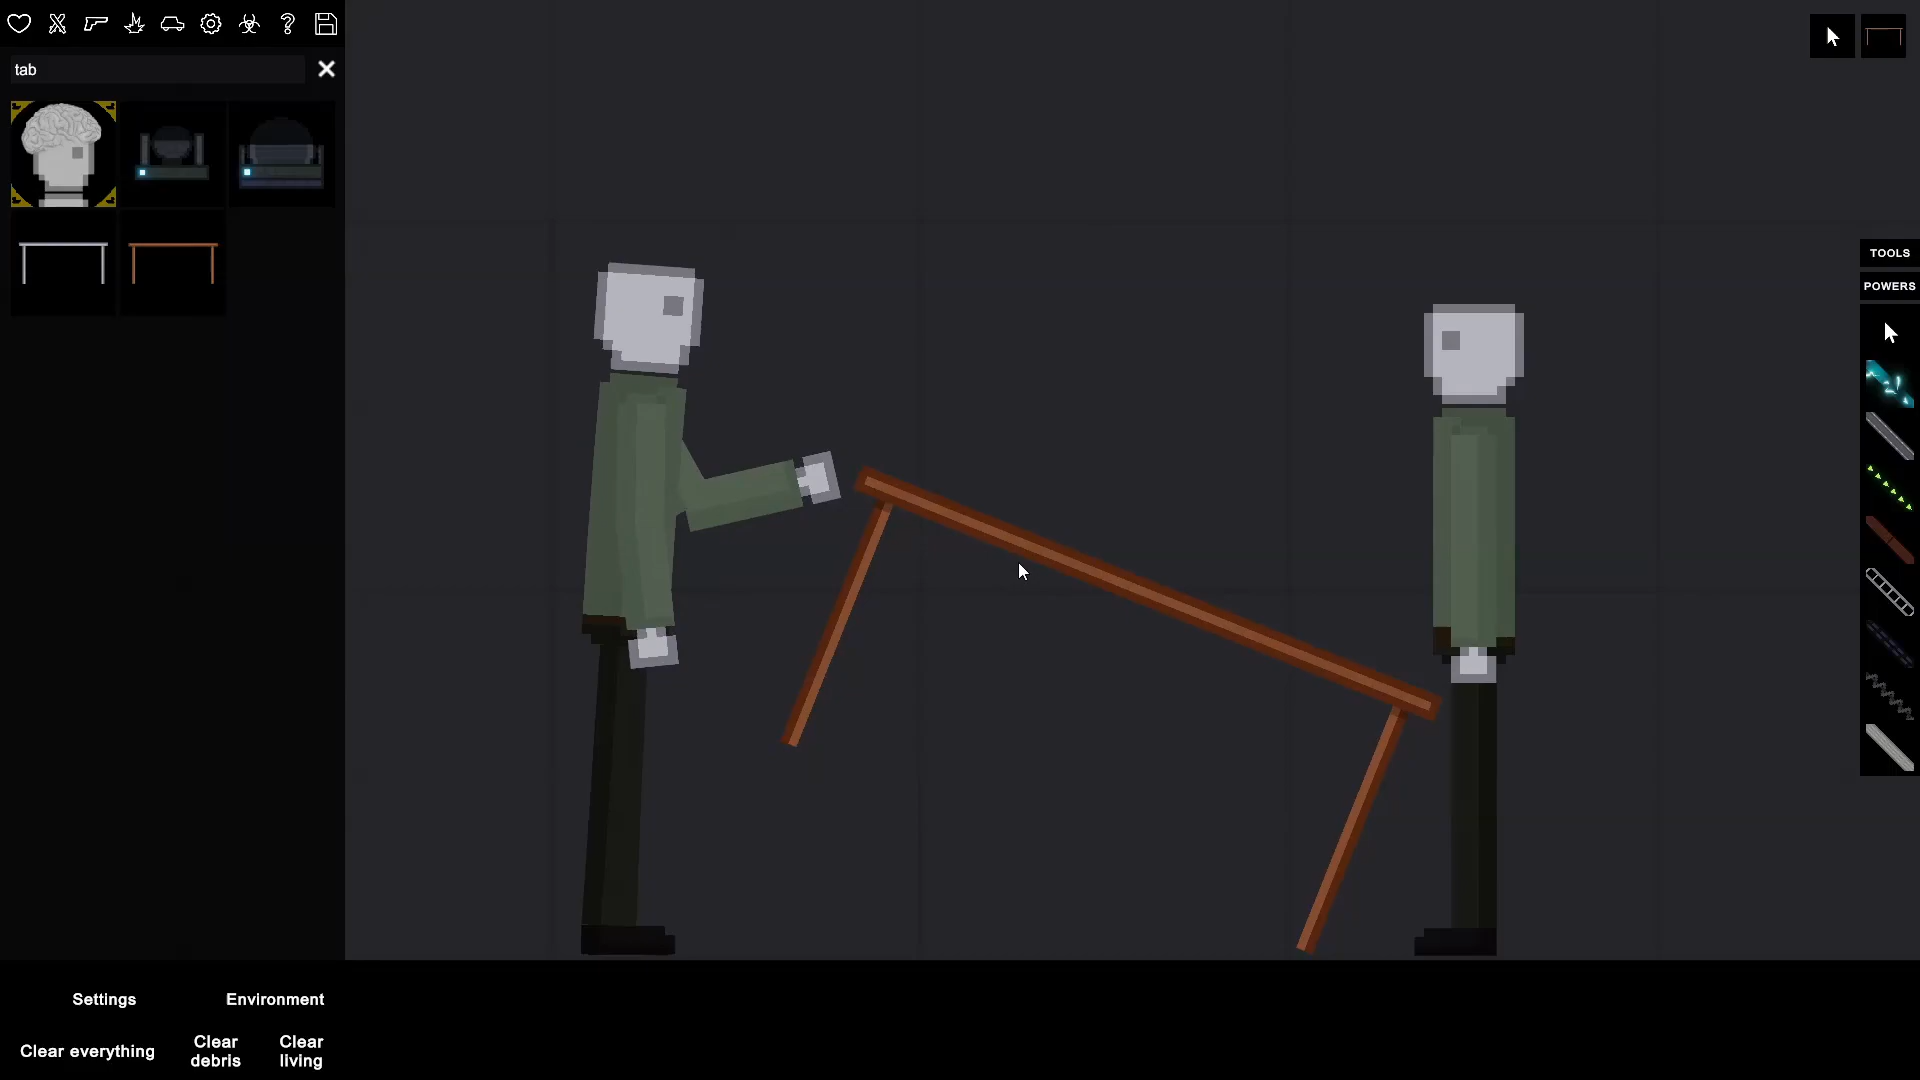 tab
TOOLS
POWERS
Settings
Environment
Clear everything
Clear
debris
Clear
living